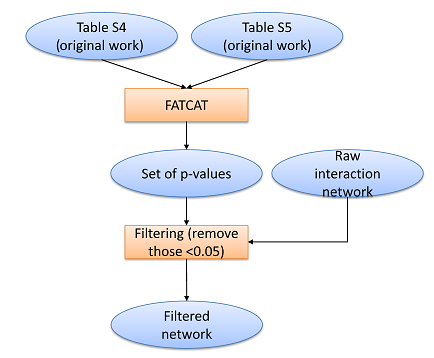 Table S4
(original work)
Table S5
(original work)
FATCAT
Set of p-values
Raw
interaction
network
Filtering (remove
those <0.05)
Filtered
network